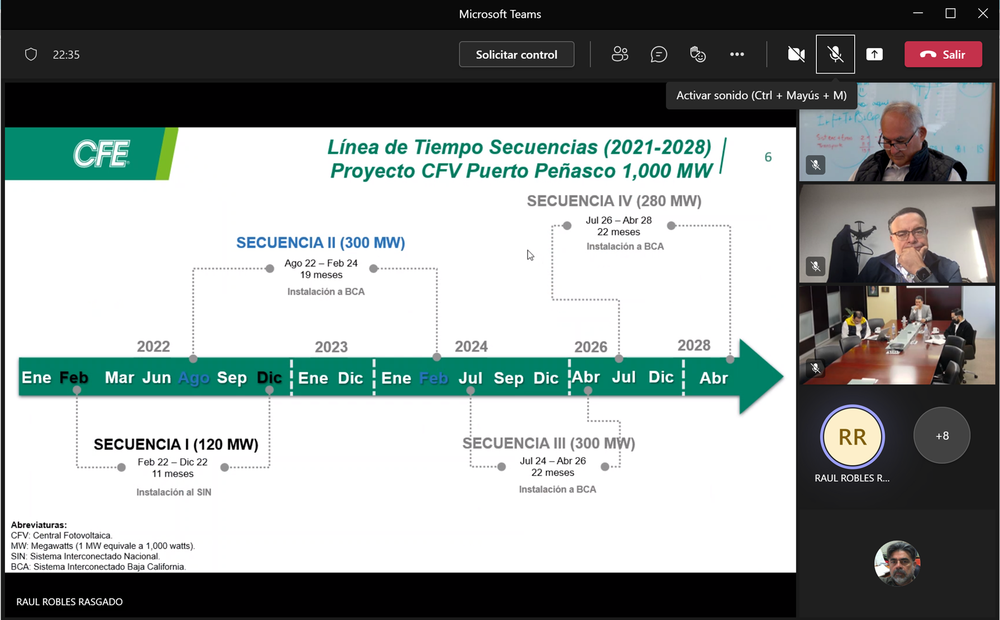 Microsoft Teams
22:35
Solicitar control
Salir
Activar sonido (Ctrl + Mayús + M)
CFE
Línea de Tiempo Secuencias (2021-2028)
Proyecto CFV Puerto Peñasco 1,000 MW
6
SECUENCIA IV (280 MW)
Jul 26 – Abr 28
22 meses
Instalación a BCA
SECUENCIA II (300 MW)
Ago 22 – Feb 24
19 meses
Instalación a BCA
2022 2023 2024 2026 2028
Ene Feb Mar Jun Ago Sep Dic Ene Dic Ene Feb Jul Sep Dic Abr Jul Dic Abr
SECUENCIA I (120 MW)
Feb 22 – Dic 22
11 meses
Instalación al SIN
SECUENCIA III (300 MW)
Jul 24 – Abr 26
22 meses
Instalación a BCA
Abreviaturas:
CFV: Central Fotovoltaica.
MW: Megawatts (1 MW equivale a 1,000 watts).
SIN: Sistema Interconectado Nacional.
BCA: Sistema Interconectado Baja California.
RAUL ROBLES RASGADO
RR
+8
RAUL ROBLES R...